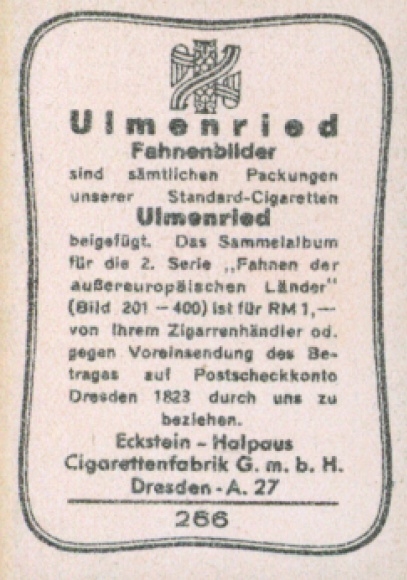 Ulmenried
Fahnenbilder
sind sämtlichen Packungen
unserer Standard-Cigaretten
Ulmenried
beigefügt. Das Sammelalbum
für die 2. Serie „Fahnen der
außereuropäischen Länder"
(Bild 201 – 400) ist für RM 1,—
von Ihrem Zigarrenhändler od.
gegen Voreinsendung des Be-
trages auf Postscheckkonto
Dresden 1823 durch uns zu
beziehen.
Eckstein - Halpaus
Cigarettenfabrik G. m. b. H.
Dresden - A. 27
266